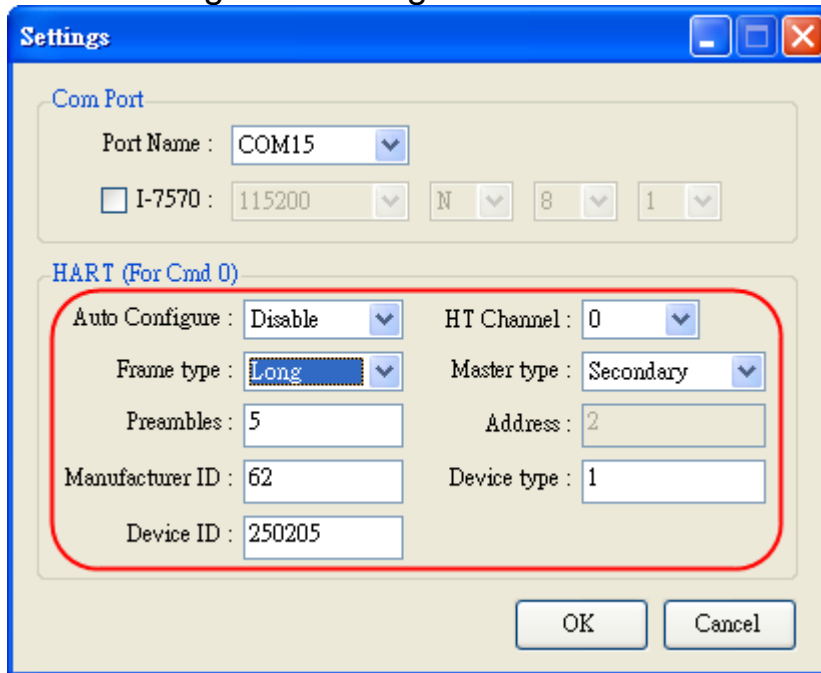 Settings
Com Port
Port Name : COM15
I-7570 : 115200 N 8 1
HART (For Cmd 0)
Auto Configure : Disable HT Channel : 0
Frame type : Long Master type : Secondary
Preambles : 5 Address : 2
Manufacturer ID : 62 Device type : 1
Device ID : 250205
OK Cancel